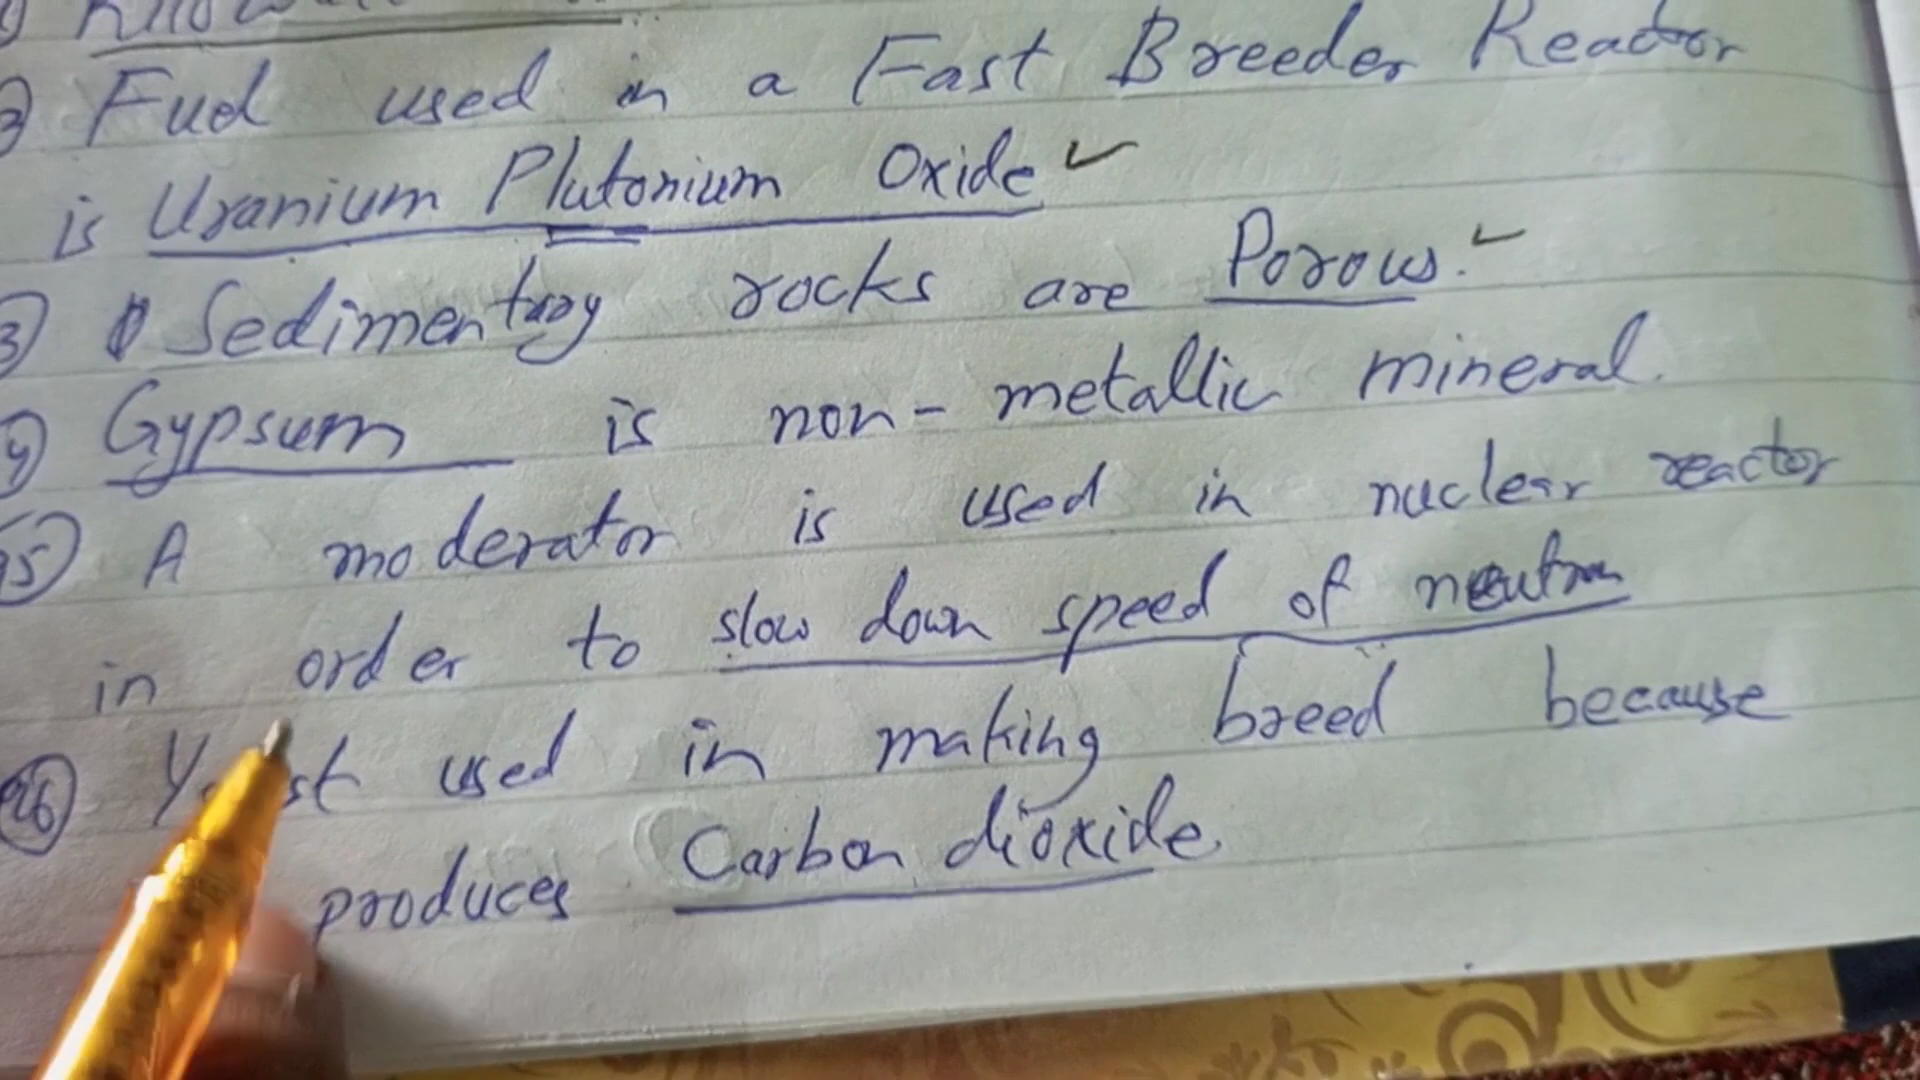 Fuel used in a Fast Breeder Reactor
is Uranium Plutonium Oxide
3) Sedimentary rocks are Porous.
Gypsum is non-metallic mineral.
A moderator is used in nuclear reactor
in order to slow down speed of neutron
26) used in making breed because
produces Carbon dioxide.